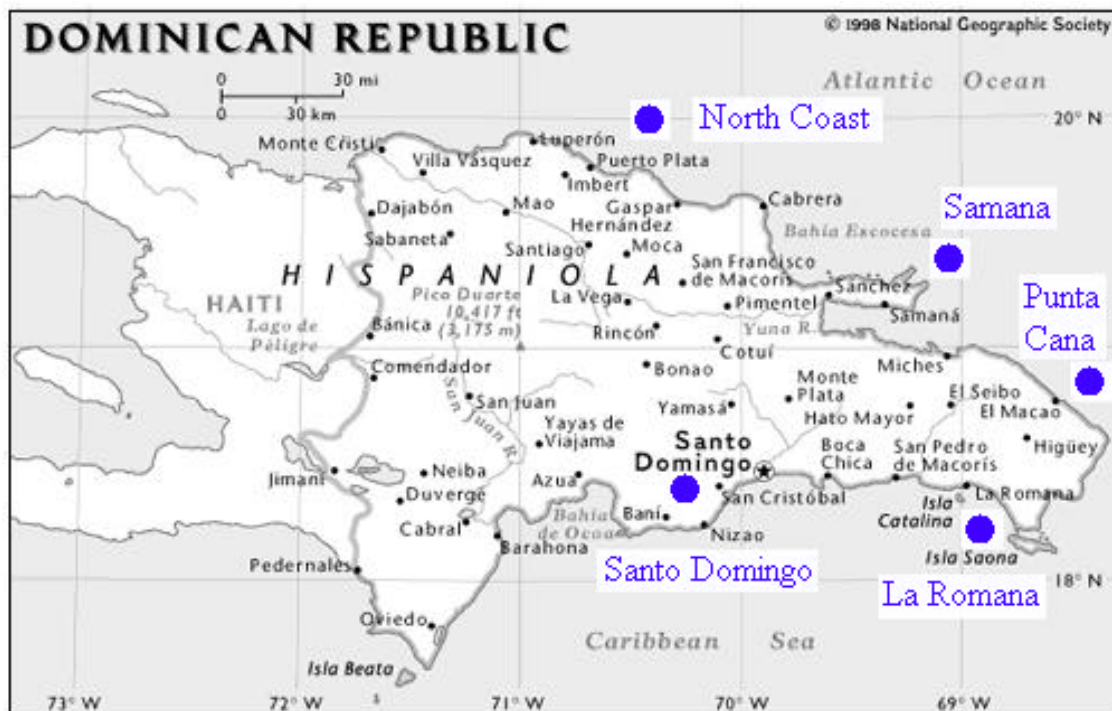 DOMINICAN REPUBLIC
© 1998 National Geographic Society
0 30 mi
0 30 km
Atlantic Ocean
North Coast
20° N
Monte Cristi
Luperón
Villa Vásquez
Puerto Plata
Imbert
Cabrera
Samana
Dajabón
Mao
Gaspar
Hernández
Bahía Escocesa
Sabaneta
Santiago
Moca
HISPANIOLA
San Francisco
de Macorís
Sánchez
Punta
Cana
HAITI
Pico Duarte
10,417 ft
(3,175 m)
La Vega
Pimentel
Samaná
Lago de
Péligre
Bánica
Rincón
Yuna R.
Cotuí
Miches
Comendador
Bonao
Monte
Plata
El Seibo
San Juan
San Juan R.
Yamasá
Hato Mayor
El Macao
Yayas de
Viajama
Santo
Domingo
Boca
Chica
San Pedro
de Macorís
Higüey
Jimaní
Neiba
Azua
San Cristóbal
La Romana
Duvergé
Isla
Catalina
Cabral
Bahía
de Ocoa
Baní
Nizao
Barahona
Isla Saona
Pedernales
Santo Domingo
La Romana
18° N
Oviedo
Caribbean Sea
Isla Beata
73° W
72° W
71° W
70° W
69° W